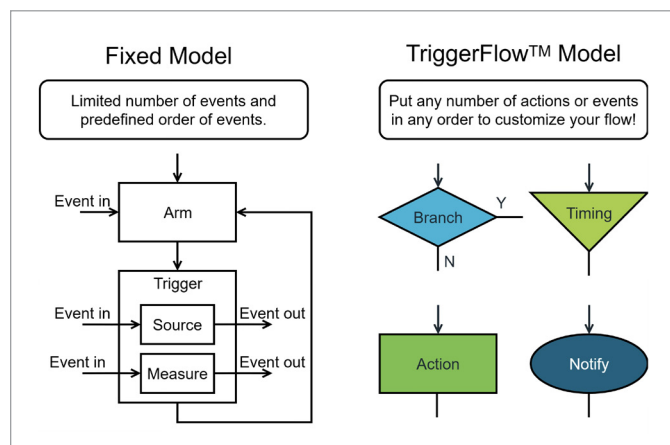 Fixed Model
Limited number of events and
predefined order of events.
Event in
Arm
Trigger
Event in
Source
Event out
Event in
Measure
Event out
TriggerFlow™ Model
Put any number of actions or events
in any order to customize your flow!
Branch
Y
N
Timing
Action
Notify